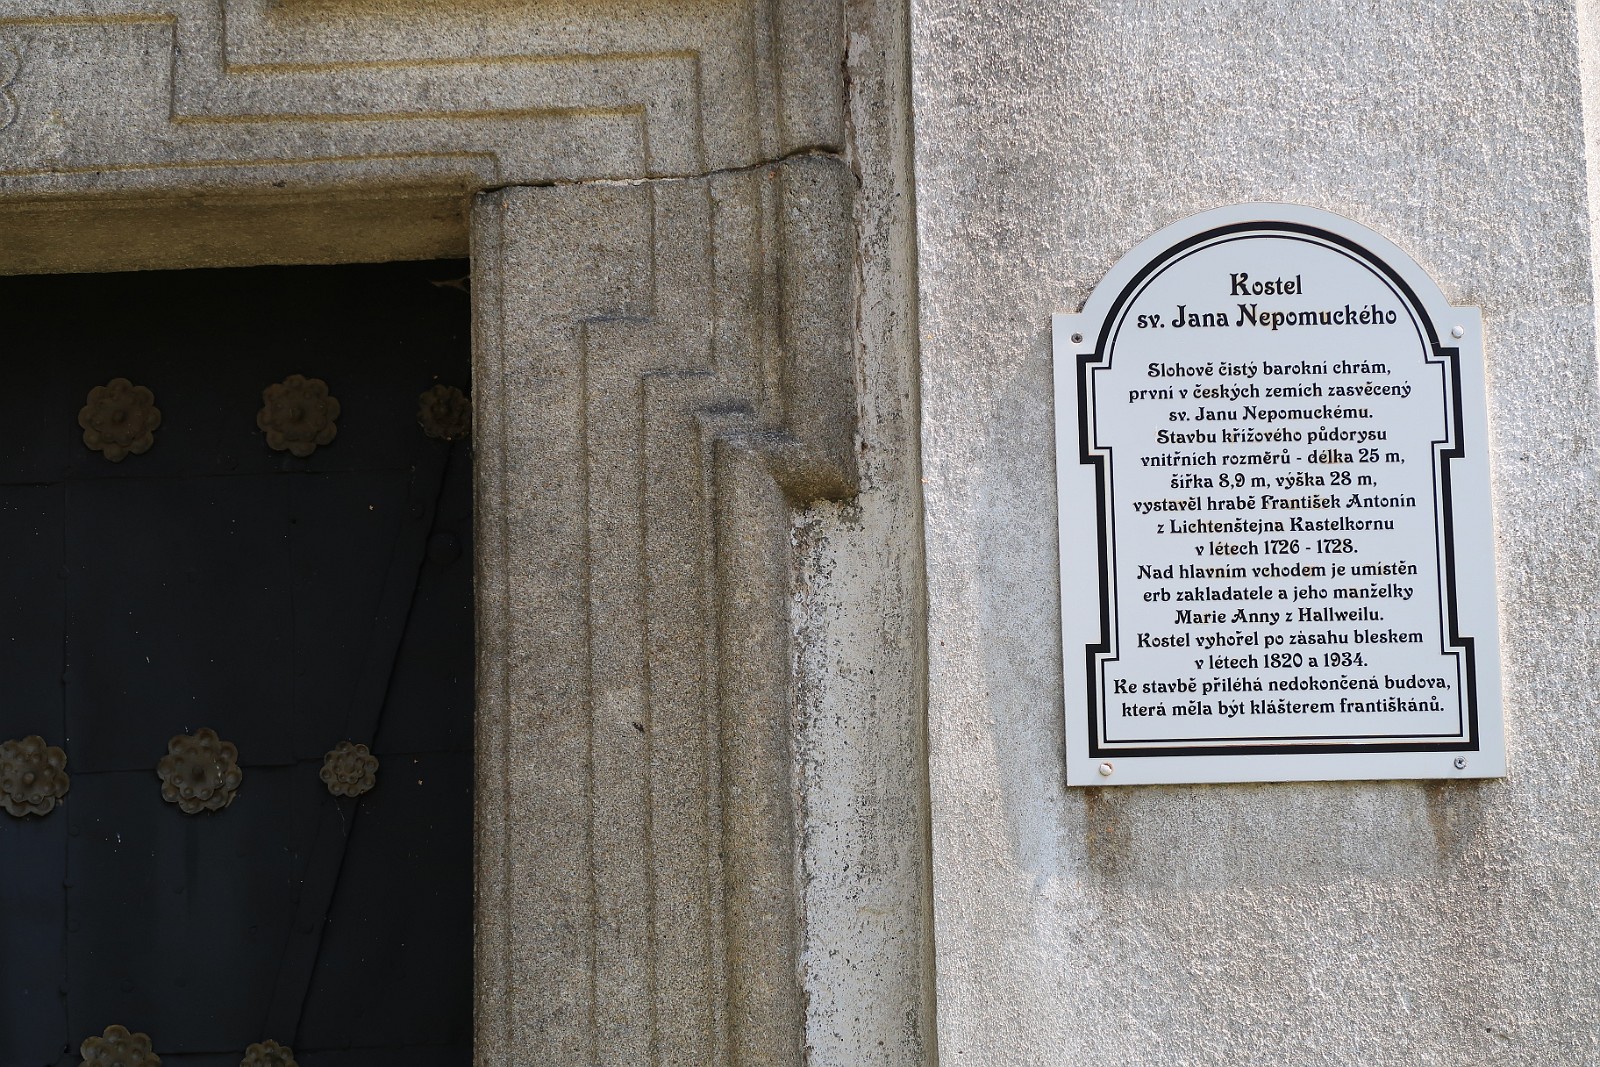 Kostel
sv. Jana Nepomuckého
Slohově čistý barokní chrám,
první v českých zemích zasvěcený
sv. Janu Nepomuckému.
Stavbu křížového půdorysu
vnitřních rozměrů - délka 25 m,
šířka 8,9 m, výška 28 m,
vystavěl hrabě František Antonín
z Lichtenštejna Kastelkornu
v létech 1726 - 1728.
Nad hlavním vchodem je umístěn
erb zakladatele a jeho manželky
Marie Anny z Hallweilu.
Kostel vyhořel po zásahu bleskem
v létech 1820 a 1934.
Ke stavbě přiléhá nedokončená budova,
která měla být klášterem františkánů.